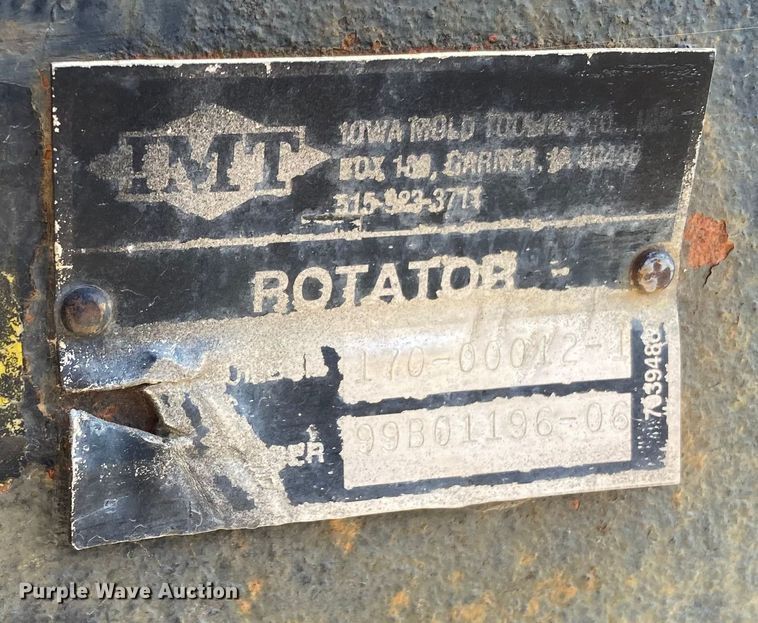 IMT
IOWA MOLD TOOLING CO., INC.
BOX 189, GARNER, IA 50438
515-923-3711
ROTATOR
170-00012-1
99B01196-06
Purple Wave Auction